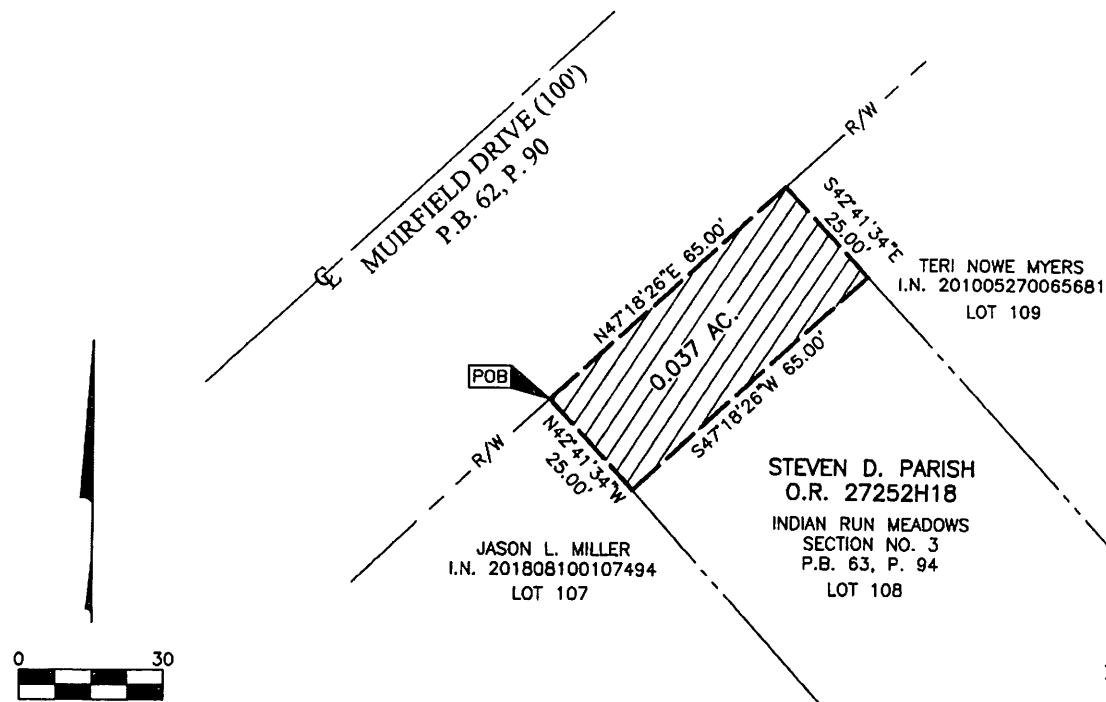 ℄ MUIRFIELD DRIVE (100')
P.B. 62, P. 90
R/W
S42°41'34"E
25.00'
N47°18'26"E 65.00'
TERI NOWE MYERS
I.N. 201005270065681
LOT 109
0.037 AC.
POB
S47°18'26"W 65.00'
N42°41'34"W
25.00'
R/W
STEVEN D. PARISH
O.R. 27252H18
INDIAN RUN MEADOWS
SECTION NO. 3
P.B. 63, P. 94
LOT 108
JASON L. MILLER
I.N. 201808100107494
LOT 107
0 30